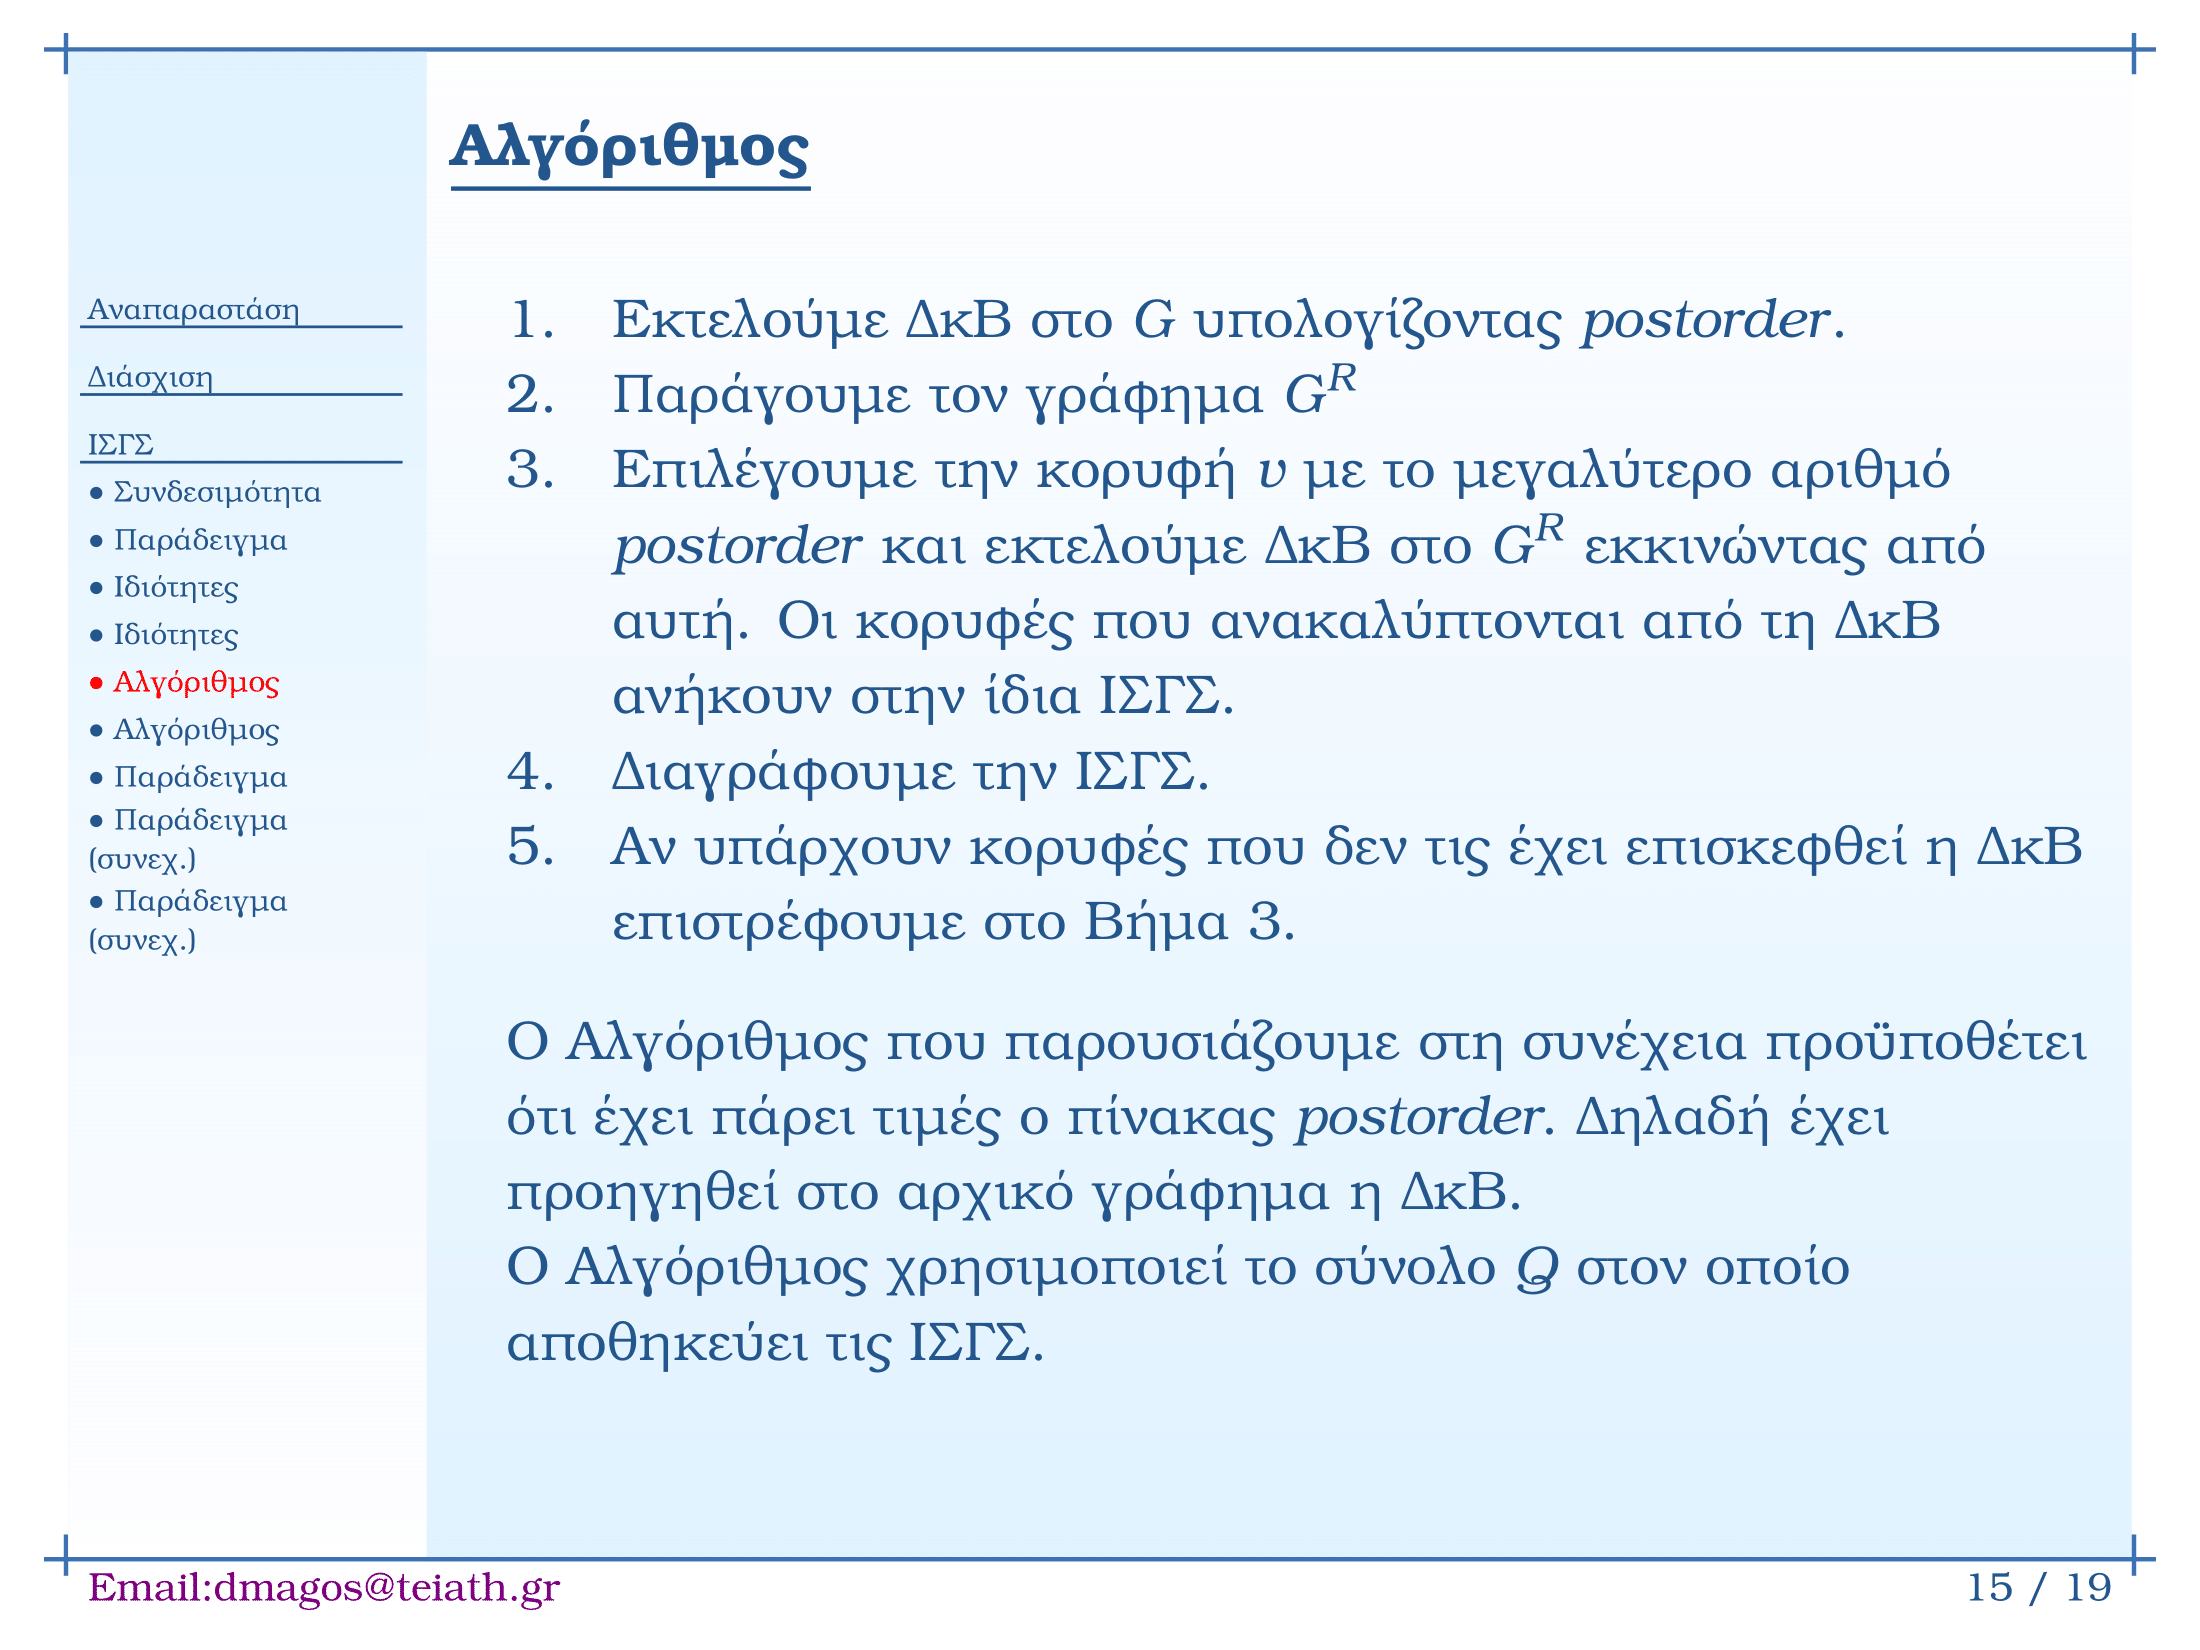 Αλγόριθμος
Αναπαραστάση
Διάσχιση
ΙΣΓΣ
● Συνδεσιμότητα
● Παράδειγμα
● Ιδιότητες
● Ιδιότητες
● Αλγόριθμος
● Αλγόριθμος
● Παράδειγμα
● Παράδειγμα
(συνεχ.)
● Παράδειγμα
(συνεχ.)
1. Εκτελούμε ΔκΒ στο G υπολογίζοντας postorder.
2. Παράγουμε τον γράφημα G^R
3. Επιλέγουμε την κορυφή υ με το μεγαλύτερο αριθμό
postorder και εκτελούμε ΔκΒ στο G^R εκκινώντας από
αυτή. Οι κορυφές που ανακαλύπτονται από τη ΔκΒ
ανήκουν στην ίδια ΙΣΓΣ.
4. Διαγράφουμε την ΙΣΓΣ.
5. Αν υπάρχουν κορυφές που δεν τις έχει επισκεφθεί η ΔκΒ
επιστρέφουμε στο Βήμα 3.
Ο Αλγόριθμος που παρουσιάζουμε στη συνέχεια προϋποθέτει
ότι έχει πάρει τιμές ο πίνακας postorder. Δηλαδή έχει
προηγηθεί στο αρχικό γράφημα η ΔκΒ.
Ο Αλγόριθμος χρησιμοποιεί το σύνολο Q στον οποίο
αποθηκεύει τις ΙΣΓΣ.
Email:dmagos@teiath.gr
15 / 19